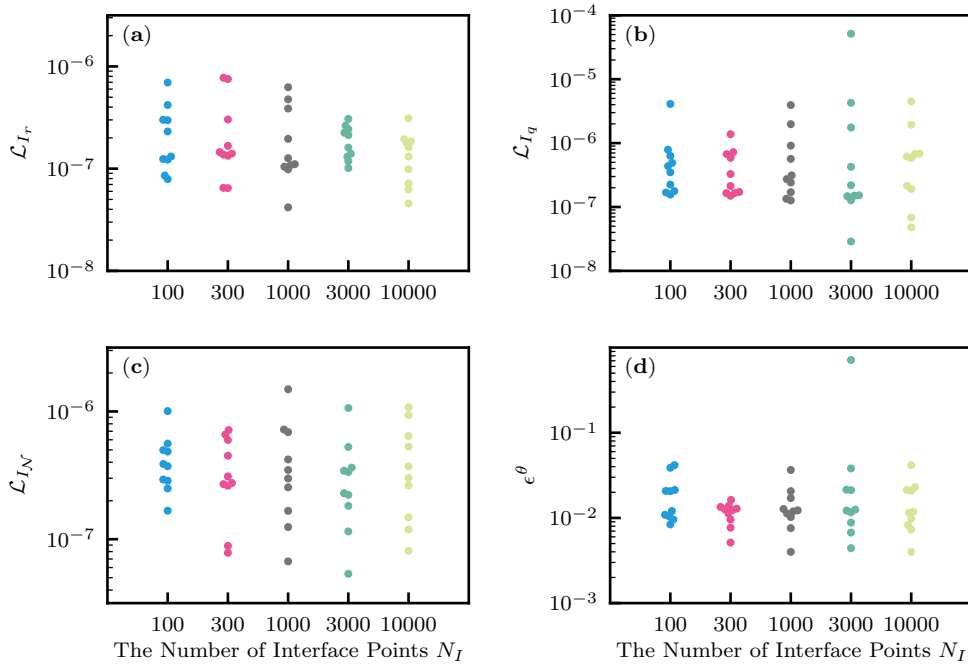 (a)
10⁻⁶
10⁻⁷
10⁻⁸
ℒ_{I_r}
100 300 1000 3000 10000
(b)
10⁻⁴
10⁻⁵
10⁻⁶
10⁻⁷
10⁻⁸
ℒ_{I_q}
100 300 1000 3000 10000
(c)
10⁻⁶
10⁻⁷
ℒ_{I_𝒩}
100 300 1000 3000 10000
The Number of Interface Points N_I
(d)
10⁻¹
10⁻²
10⁻³
ϵ^θ
100 300 1000 3000 10000
The Number of Interface Points N_I